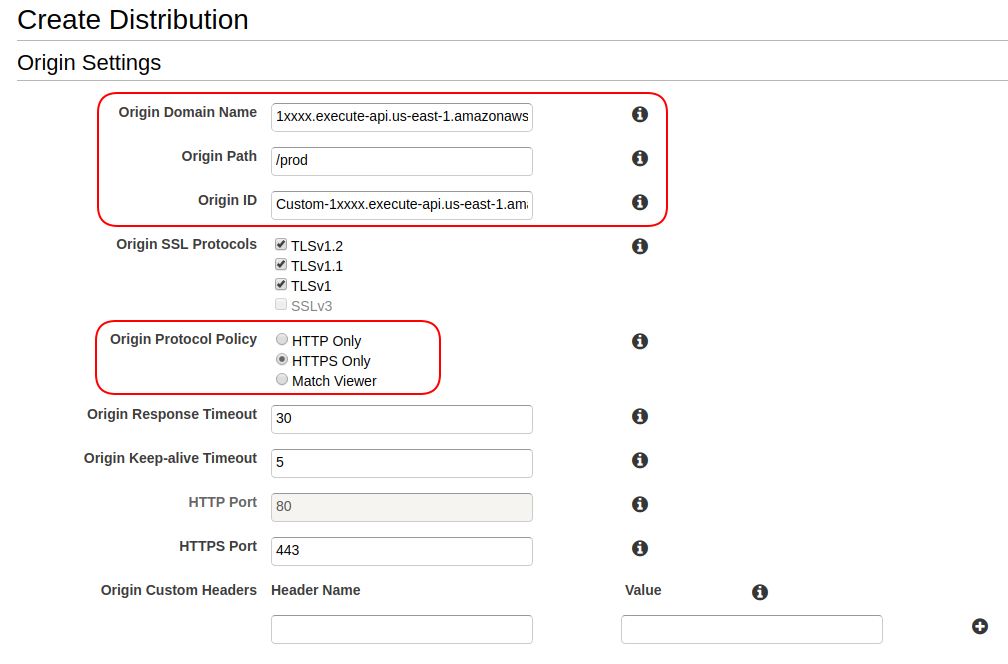 Create Distribution
Origin Settings
Origin Domain Name 1xxxx.execute-api.us-east-1.amazonaws
Origin Path /prod
Origin ID Custom-1xxxx.execute-api.us-east-1.am
Origin SSL Protocols TLSv1.2
TLSv1.1
TLSv1
SSLv3
Origin Protocol Policy HTTP Only
HTTPS Only
Match Viewer
Origin Response Timeout 30
Origin Keep-alive Timeout 5
HTTP Port 80
HTTPS Port 443
Origin Custom Headers Header Name Value